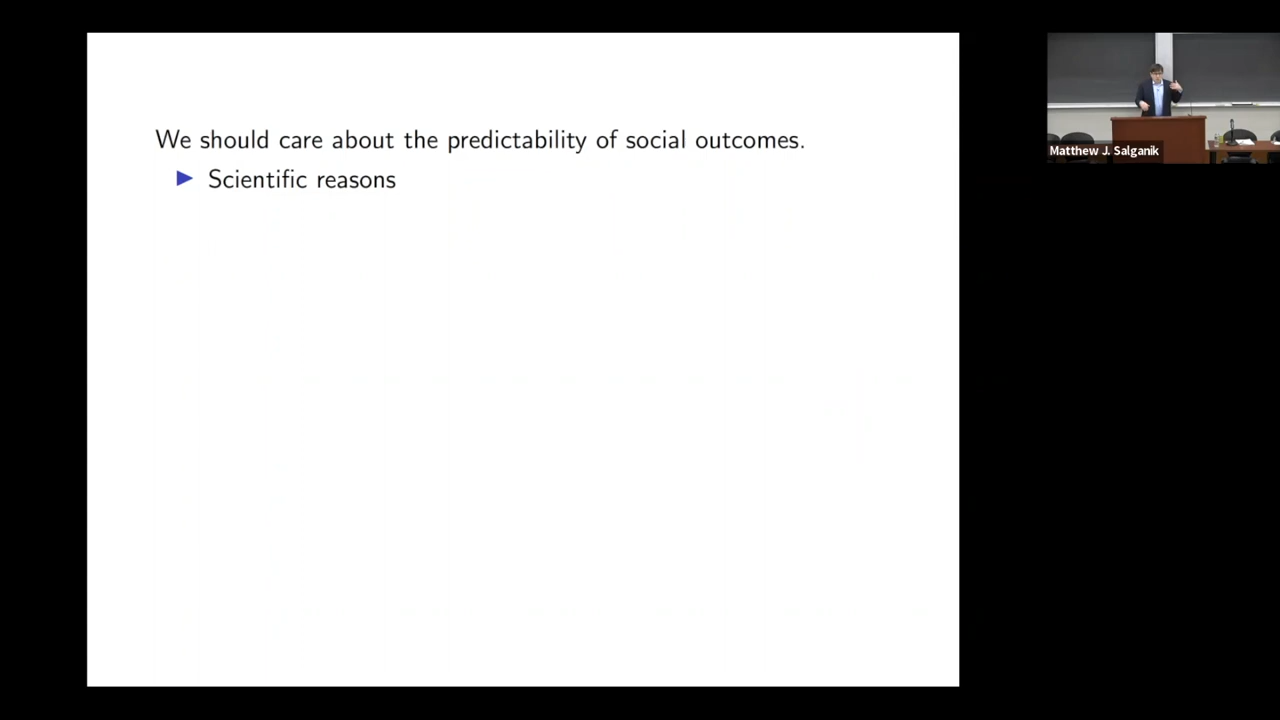 We should care about the predictability of social outcomes.
▶ Scientific reasons
Matthew J. Salganik